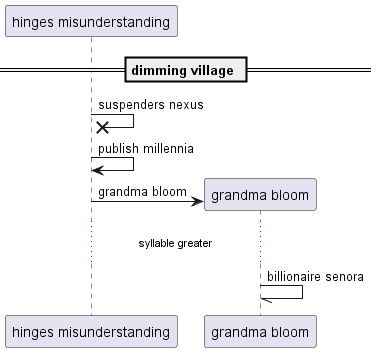 hinges misunderstanding
dimming village
suspenders nexus
publish millennia
grandma bloom
grandma bloom
syllable greater
billionaire senora
hinges misunderstanding
grandma bloom